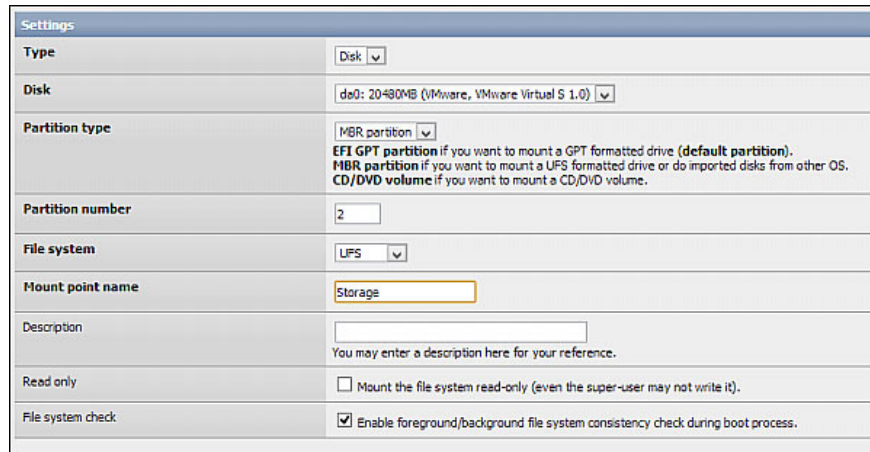 Settings
Type
Disk
Disk
da0: 20480MB (VMware, VMware Virtual S 1.0)
Partition type
MBR partition
EFI GPT partition if you want to mount a GPT formatted drive (default partition).
MBR partition if you want to mount a UFS formatted drive or do imported disks from other OS.
CD/DVD volume if you want to mount a CD/DVD volume.
Partition number
2
File system
UFS
Mount point name
Storage
Description
You may enter a description here for your reference.
Read only
Mount the file system read-only (even the super-user may not write it).
File system check
Enable foreground/background file system consistency check during boot process.